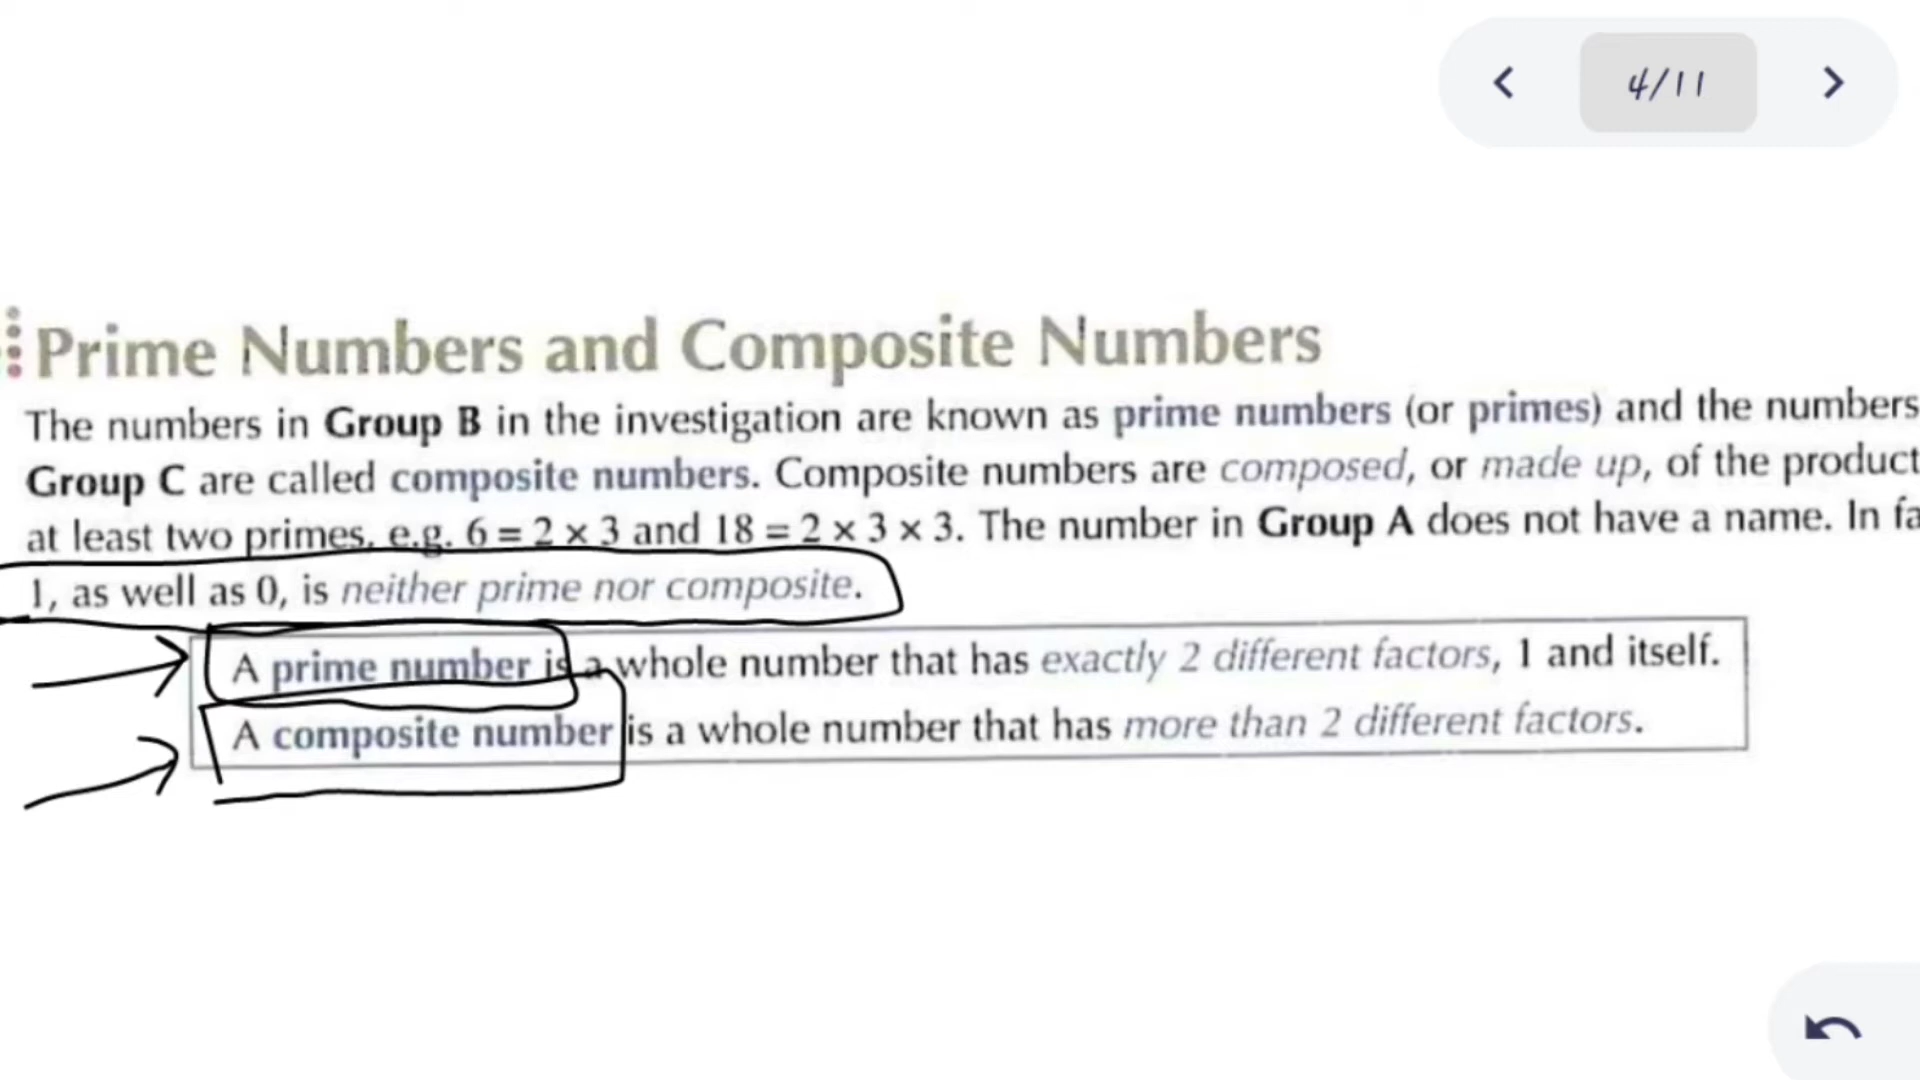 4/11
Prime Numbers and Composite Numbers
The numbers in Group B in the investigation are known as prime numbers (or primes) and the numbers
Group C are called composite numbers. Composite numbers are composed, or made up, of the product
at least two primes, e.g. 6 = 2 × 3 and 18 = 2 × 3 × 3. The number in Group A does not have a name. In fa
1, as well as 0, is neither prime nor composite.
A prime number is a whole number that has exactly 2 different factors, 1 and itself.
A composite number is a whole number that has more than 2 different factors.